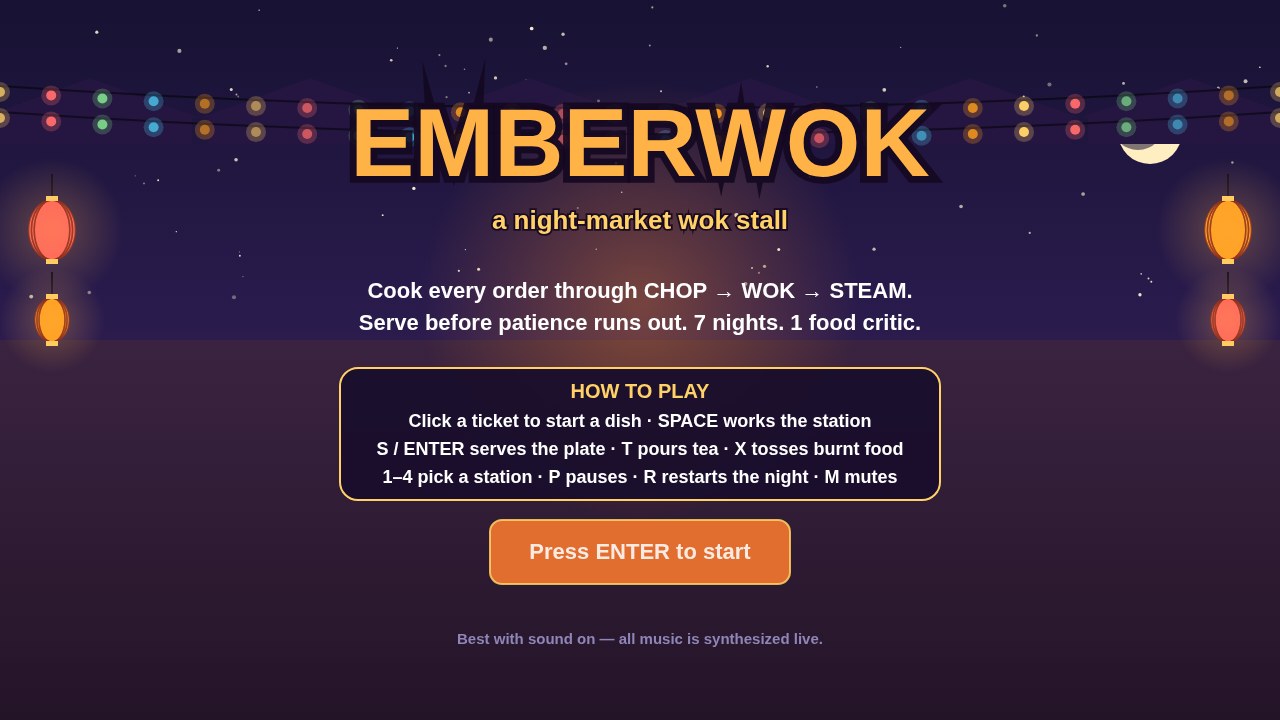 EMBERWOK
a night-market wok stall
Cook every order through CHOP → WOK → STEAM.
Serve before patience runs out. 7 nights. 1 food critic.
HOW TO PLAY
Click a ticket to start a dish · SPACE works the station
S / ENTER serves the plate · T pours tea · X tosses burnt food
1–4 pick a station · P pauses · R restarts the night · M mutes
Press ENTER to start
Best with sound on — all music is synthesized live.